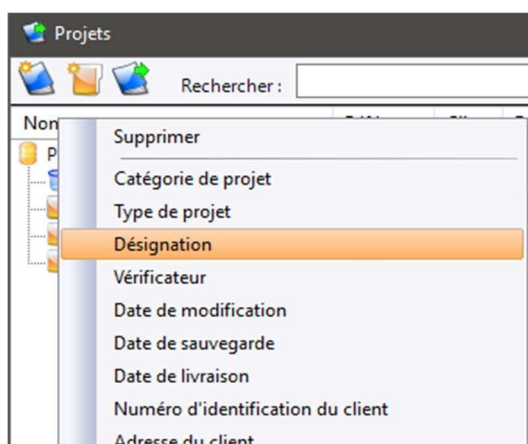 Projets
Rechercher :
Supprimer
Catégorie de projet
Type de projet
Désignation
Vérificateur
Date de modification
Date de sauvegarde
Date de livraison
Numéro d'identification du client
Adresse du client